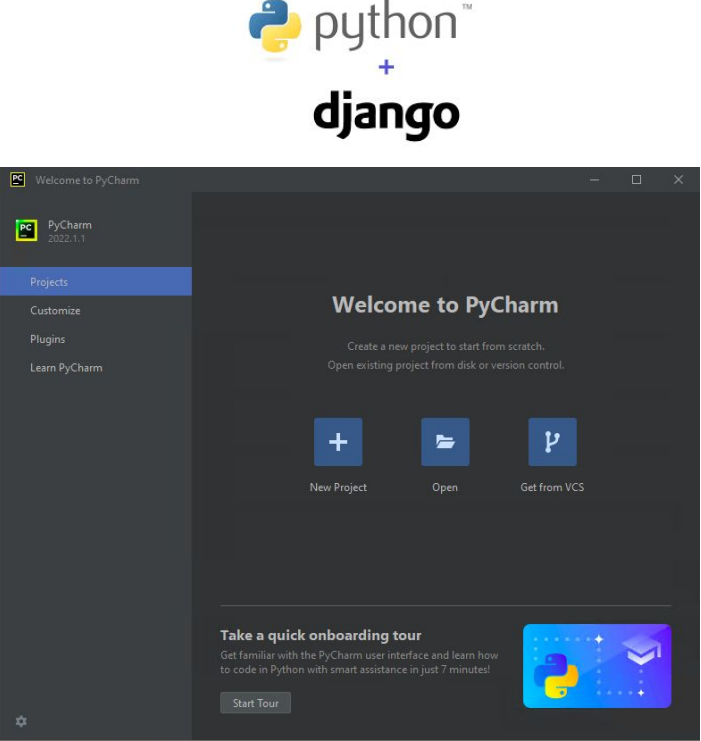 python™
+
django
PC
Welcome to PyCharm
PC
PyCharm
2022.1.1
Projects
Customize
Plugins
Learn PyCharm
Welcome to PyCharm
Create a new project to start from scratch.
Open existing project from disk or version control.
New Project
Open
Get from VCS
Take a quick onboarding tour
Get familiar with the PyCharm user interface and learn how
to code in Python with smart assistance in just 7 minutes!
Start Tour